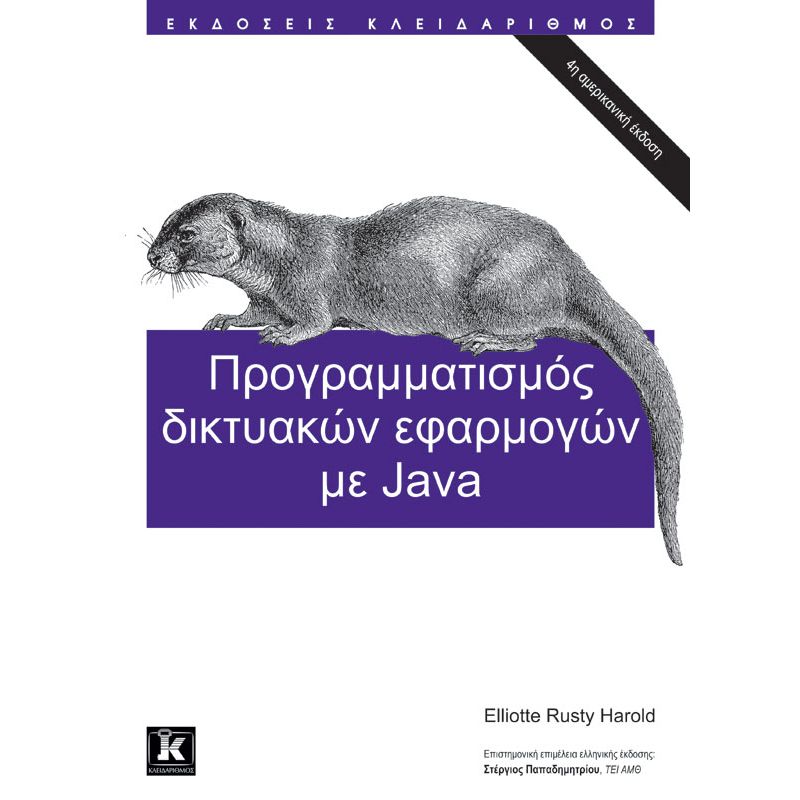 ΕΚΔΟΣΕΙΣ ΚΛΕΙΔΑΡΙΘΜΟΣ
4η αμερικανική έκδοση
Προγραμματισμός
δικτυακών εφαρμογών
με Java
Elliotte Rusty Harold
Επιστημονική επιμέλεια ελληνικής έκδοσης:
Στέργιος Παπαδημητρίου, ΤΕΙ ΑΜΘ
K
ΚΛΕΙΔΑΡΙΘΜΟΣ